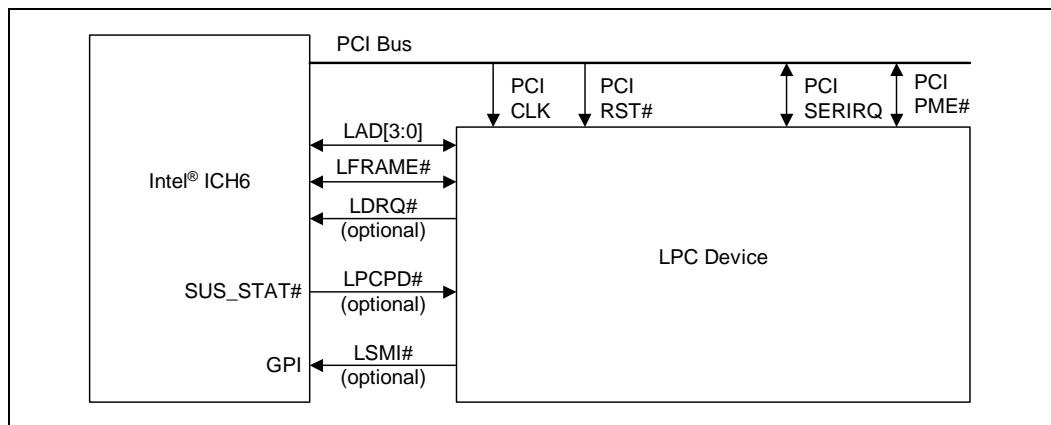 PCI Bus
PCI
CLK
PCI
RST#
PCI
SERIRQ
PCI
PME#
LAD[3:0]
LFRAME#
Intel® ICH6
LDRQ#
(optional)
LPC Device
SUS_STAT#
LPCPD#
(optional)
GPI
LSMI#
(optional)